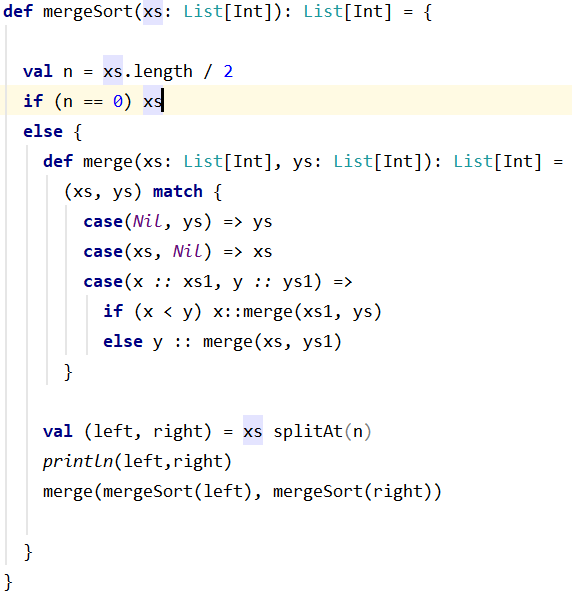 def mergeSort(xs: List[Int]): List[Int] = {
val n = xs.length / 2
if (n == 0) xs
else {
def merge(xs: List[Int], ys: List[Int]): List[Int] =
(xs, ys) match {
case(Nil, ys) => ys
case(xs, Nil) => xs
case(x :: xs1, y :: ys1) =>
if (x < y) x::merge(xs1, ys)
else y :: merge(xs, ys1)
}
val (left, right) = xs splitAt(n)
println(left,right)
merge(mergeSort(left), mergeSort(right))
}
}